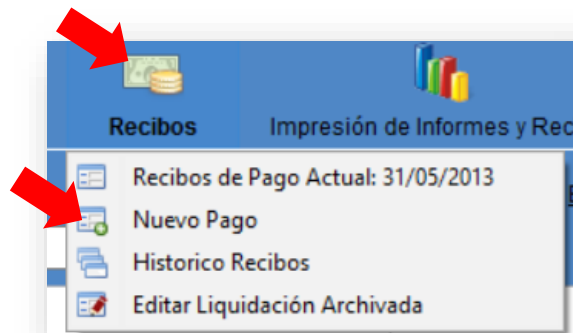 Recibos
Impresión de Informes y Rec
Recibos de Pago Actual: 31/05/2013
Nuevo Pago
Historico Recibos
Editar Liquidación Archivada